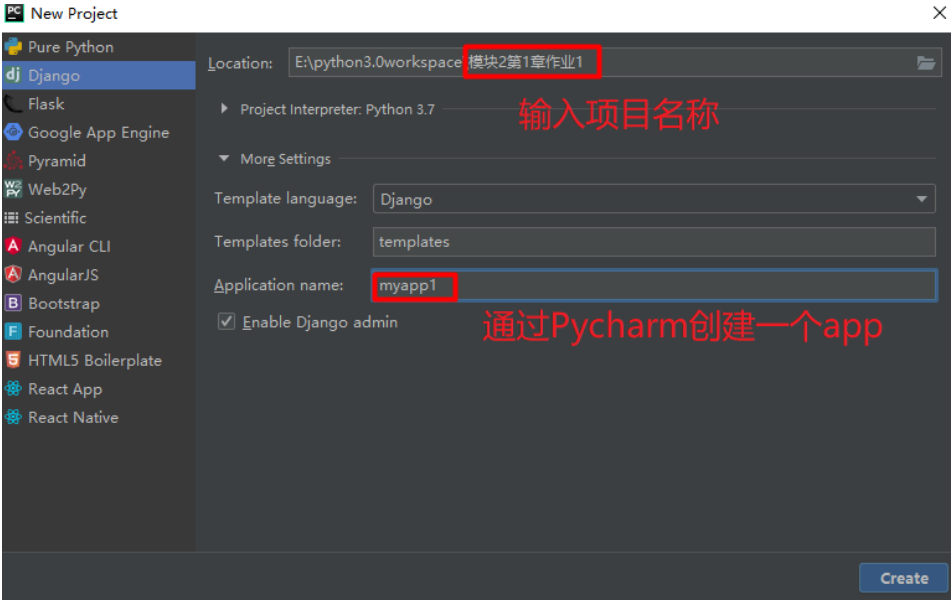 PC New Project
Pure Python
dj Django
Flask
Google App Engine
Pyramid
W2PY Web2Py
Scientific
A Angular CLI
A AngularJS
B Bootstrap
F Foundation
5 HTML5 Boilerplate
React App
React Native
Location: E:\python3.0workspace\模块2第1章作业1
输入项目名称
Project Interpreter: Python 3.7
More Settings
Template language: Django
Templates folder: templates
Application name: myapp1
Enable Django admin
通过Pycharm创建一个app
Create